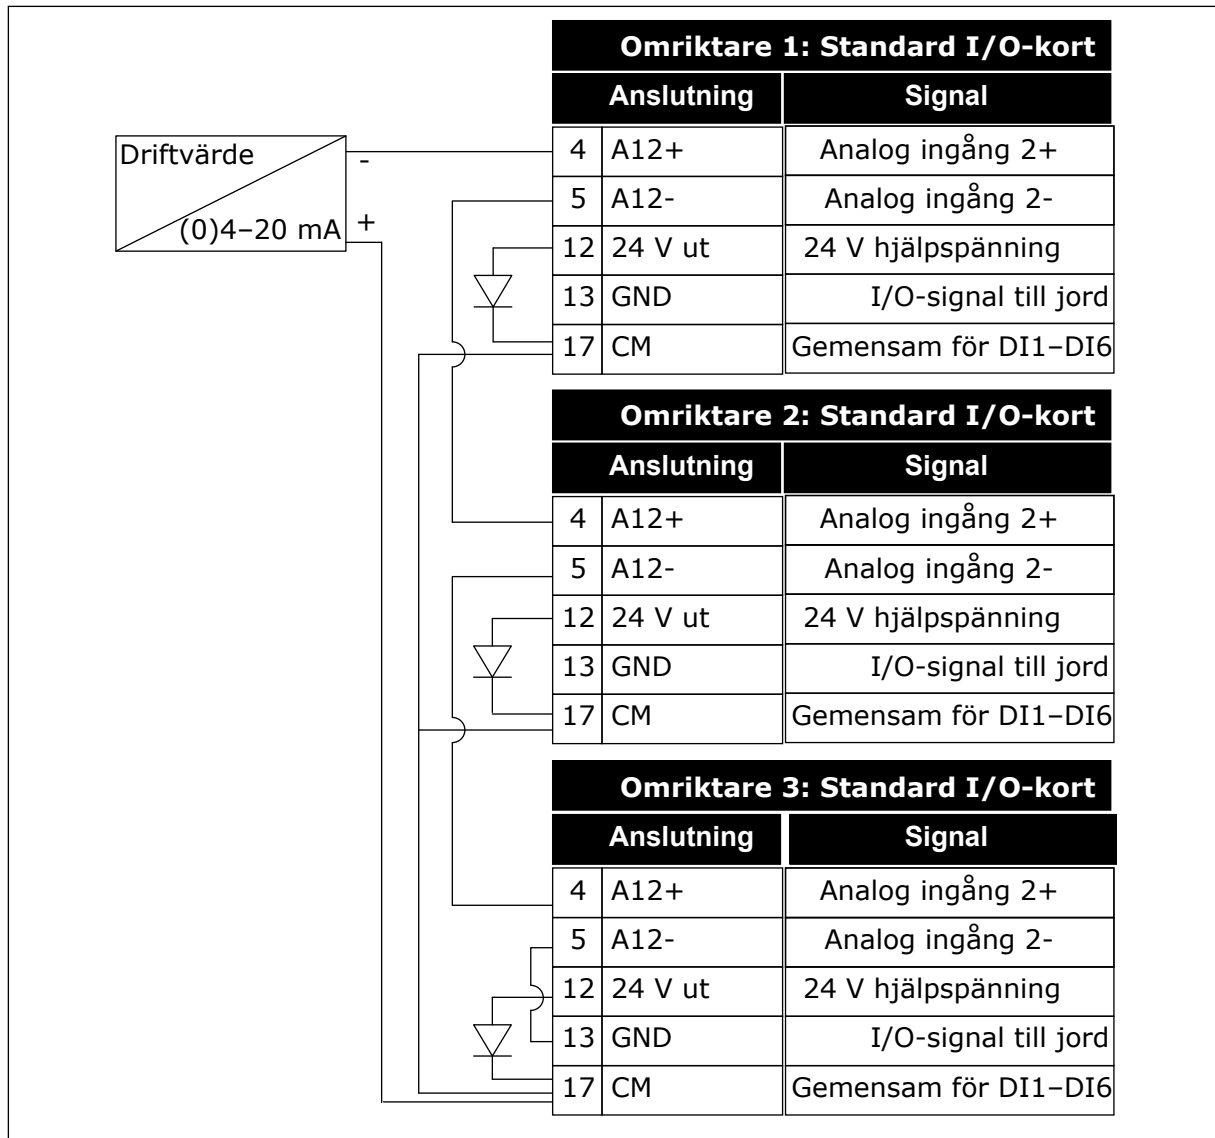 Omriktare 1: Standard I/O-kort
Anslutning Signal
Driftvärde
-
(0)4–20 mA
+
4 A12+ Analog ingång 2+
5 A12- Analog ingång 2-
12 24 V ut 24 V hjälpspänning
13 GND I/O-signal till jord
17 CM Gemensam för DI1–DI6
Omriktare 2: Standard I/O-kort
Anslutning Signal
4 A12+ Analog ingång 2+
5 A12- Analog ingång 2-
12 24 V ut 24 V hjälpspänning
13 GND I/O-signal till jord
17 CM Gemensam för DI1–DI6
Omriktare 3: Standard I/O-kort
Anslutning Signal
4 A12+ Analog ingång 2+
5 A12- Analog ingång 2-
12 24 V ut 24 V hjälpspänning
13 GND I/O-signal till jord
17 CM Gemensam för DI1–DI6